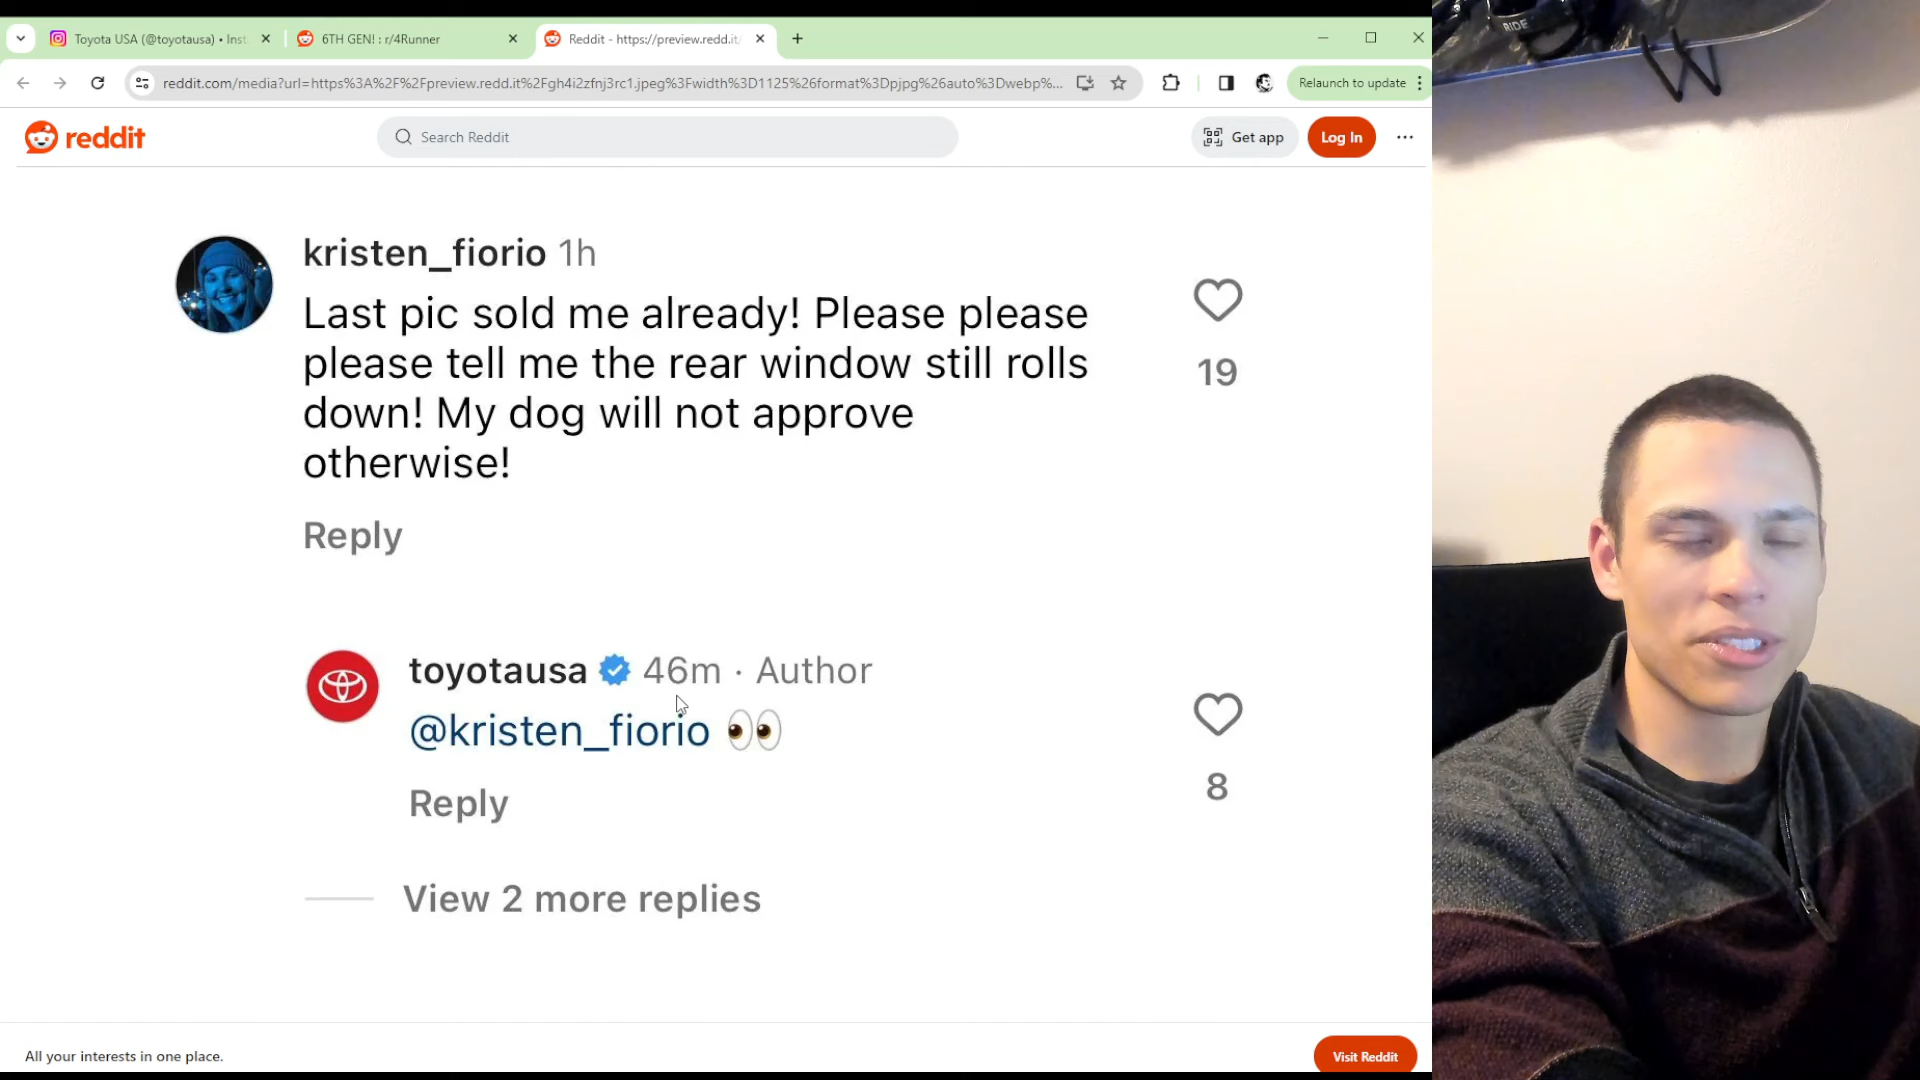 Toyota USA (@toyotausa) • Inst
6TH GEN! : r/4Runner
Reddit - https://preview.redd.it/
reddit.com/media?url=https%3A%2F%2Fpreview.redd.it%2Fgh4i2zfnj3rc1.jpeg%3Fwidth%3D1125%26format%3Dpjpg%26auto%3Dwebp%...
Relaunch to update
reddit
Search Reddit
Get app
Log In
RIDE
kristen_fiorio 1h
Last pic sold me already! Please please
please tell me the rear window still rolls
down! My dog will not approve
otherwise!
19
Reply
toyotausa 46m · Author
@kristen_fiorio 👀
8
Reply
View 2 more replies
All your interests in one place.
Visit Reddit